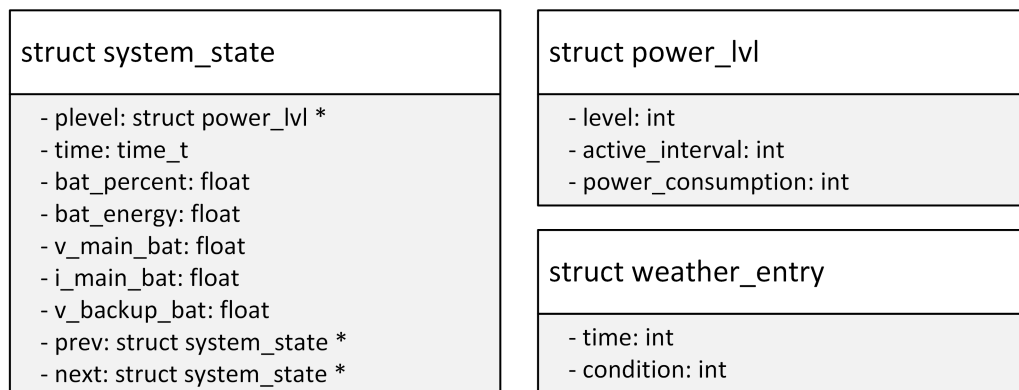 struct system_state
- plevel: struct power_lvl *
- time: time_t
- bat_percent: float
- bat_energy: float
- v_main_bat: float
- i_main_bat: float
- v_backup_bat: float
- prev: struct system_state *
- next: struct system_state *
struct power_lvl
- level: int
- active_interval: int
- power_consumption: int
struct weather_entry
- time: int
- condition: int